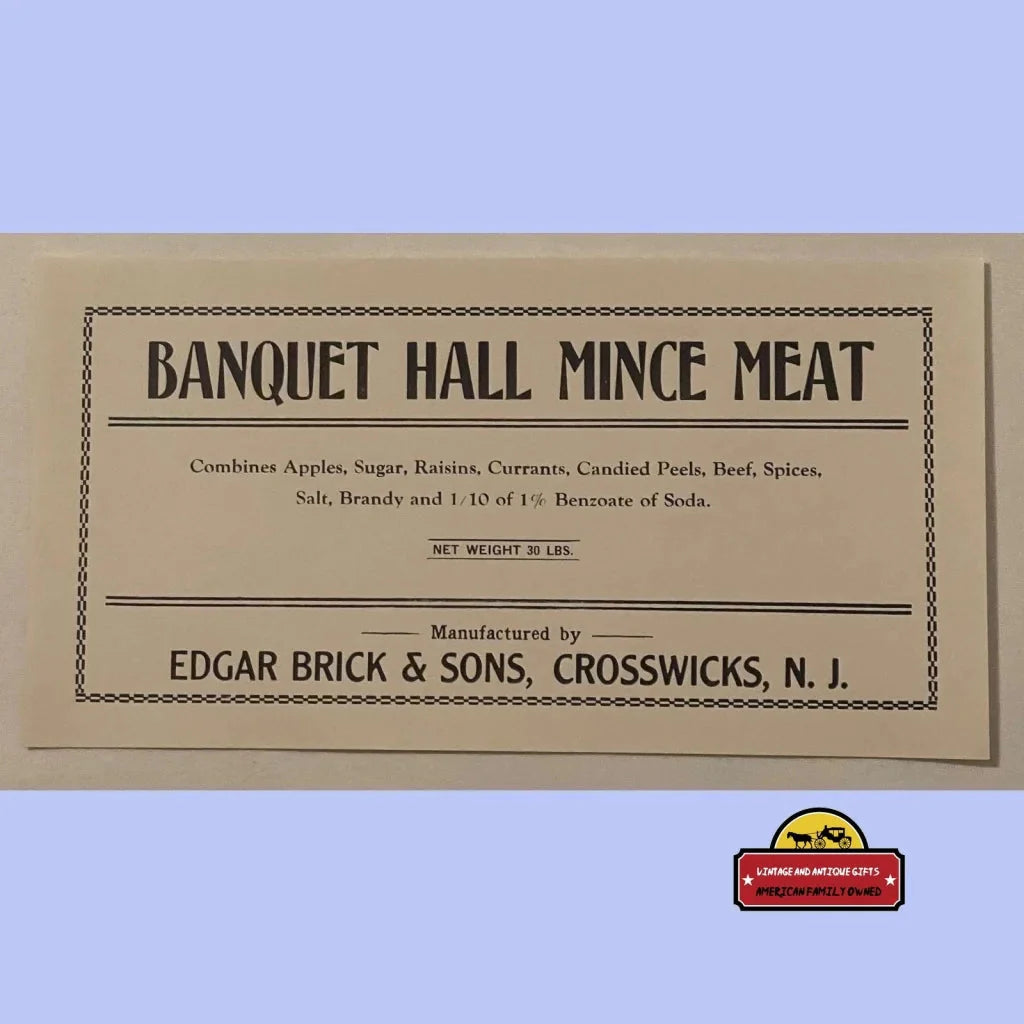 BANQUET HALL MINCE MEAT
Combines Apples, Sugar, Raisins, Currants, Candied Peels, Beef, Spices,
Salt, Brandy and 1/10 of 1% Benzoate of Soda.
NET WEIGHT 30 LBS.
Manufactured by
EDGAR BRICK & SONS, CROSSWICKS, N. J.
VINTAGE AND ANTIQUE GIFTS
AMERICAN FAMILY OWNED